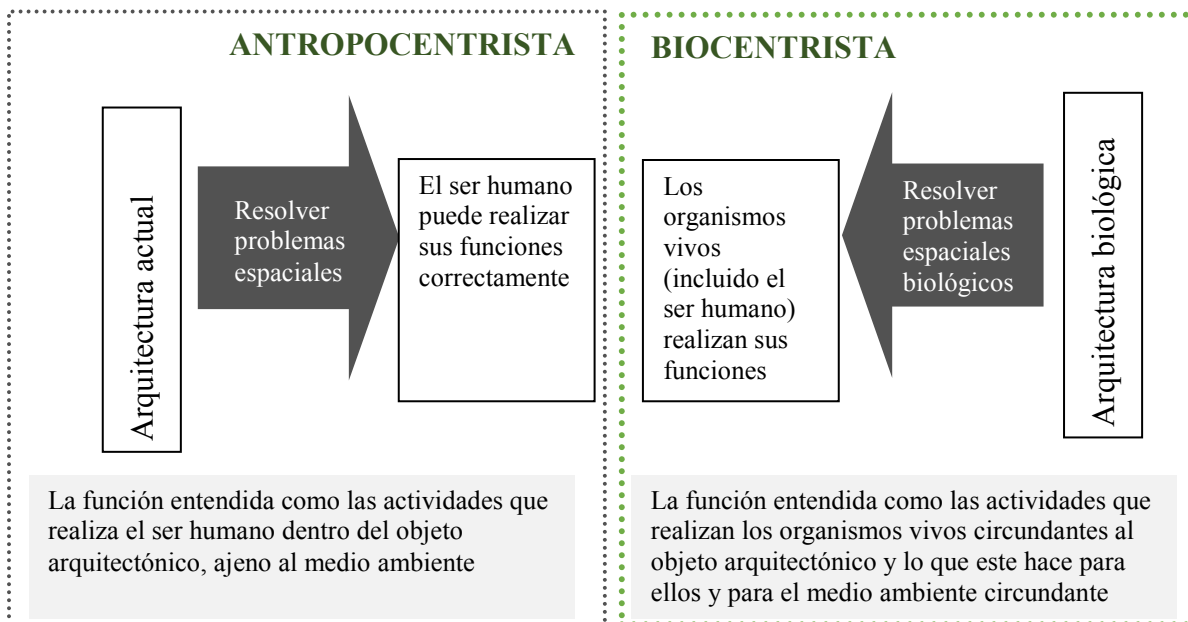 ANTROPOCENTRISTA
Arquitectura actual
Resolver
problemas
espaciales
El ser humano
puede realizar
sus funciones
correctamente
La función entendida como las actividades que
realiza el ser humano dentro del objeto
arquitectónico, ajeno al medio ambiente
BIOCENTRISTA
Los
organismos
vivos
(incluido el
ser humano)
realizan sus
funciones
Resolver
problemas
espaciales
biológicos
Arquitectura biológica
La función entendida como las actividades que
realizan los organismos vivos circundantes al
objeto arquitectónico y lo que este hace para
ellos y para el medio ambiente circundante